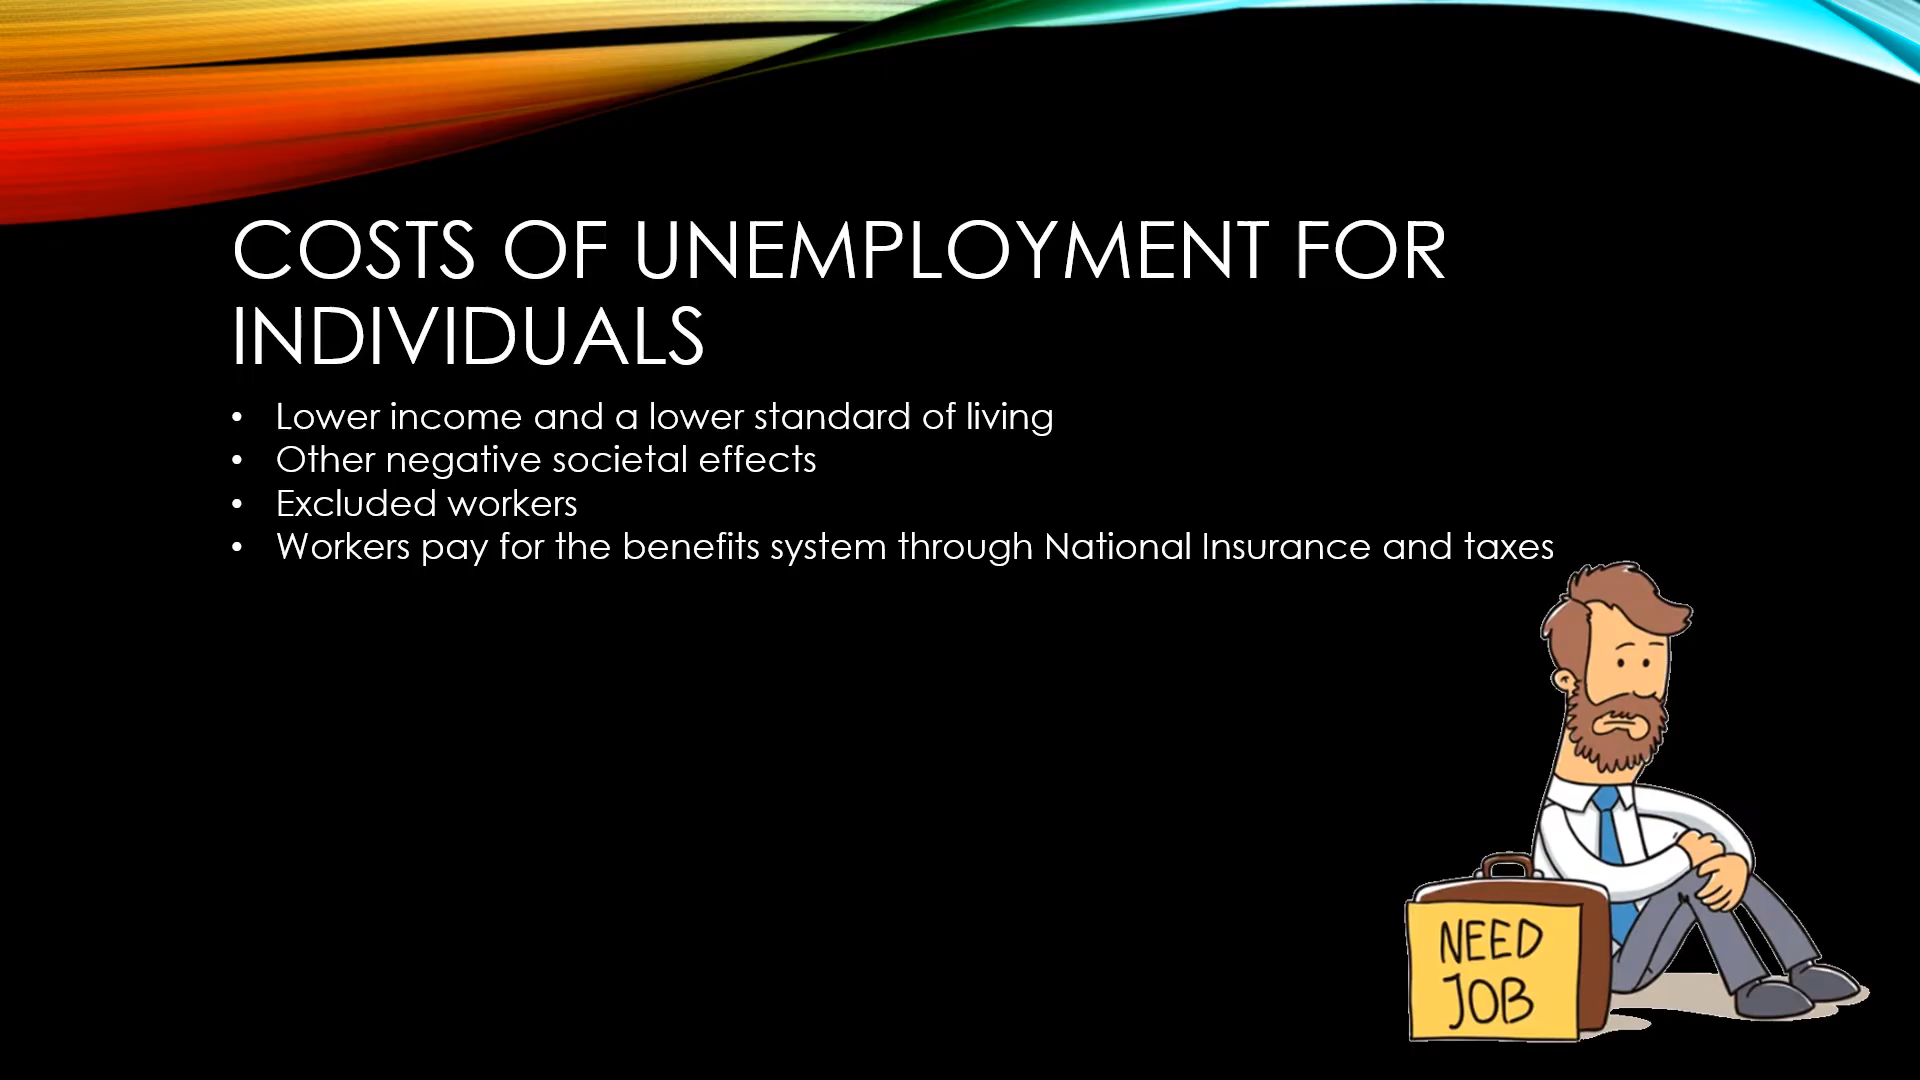 COSTS OF UNEMPLOYMENT FOR
INDIVIDUALS
• Lower income and a lower standard of living
• Other negative societal effects
• Excluded workers
• Workers pay for the benefits system through National Insurance and taxes
NEED
JOB